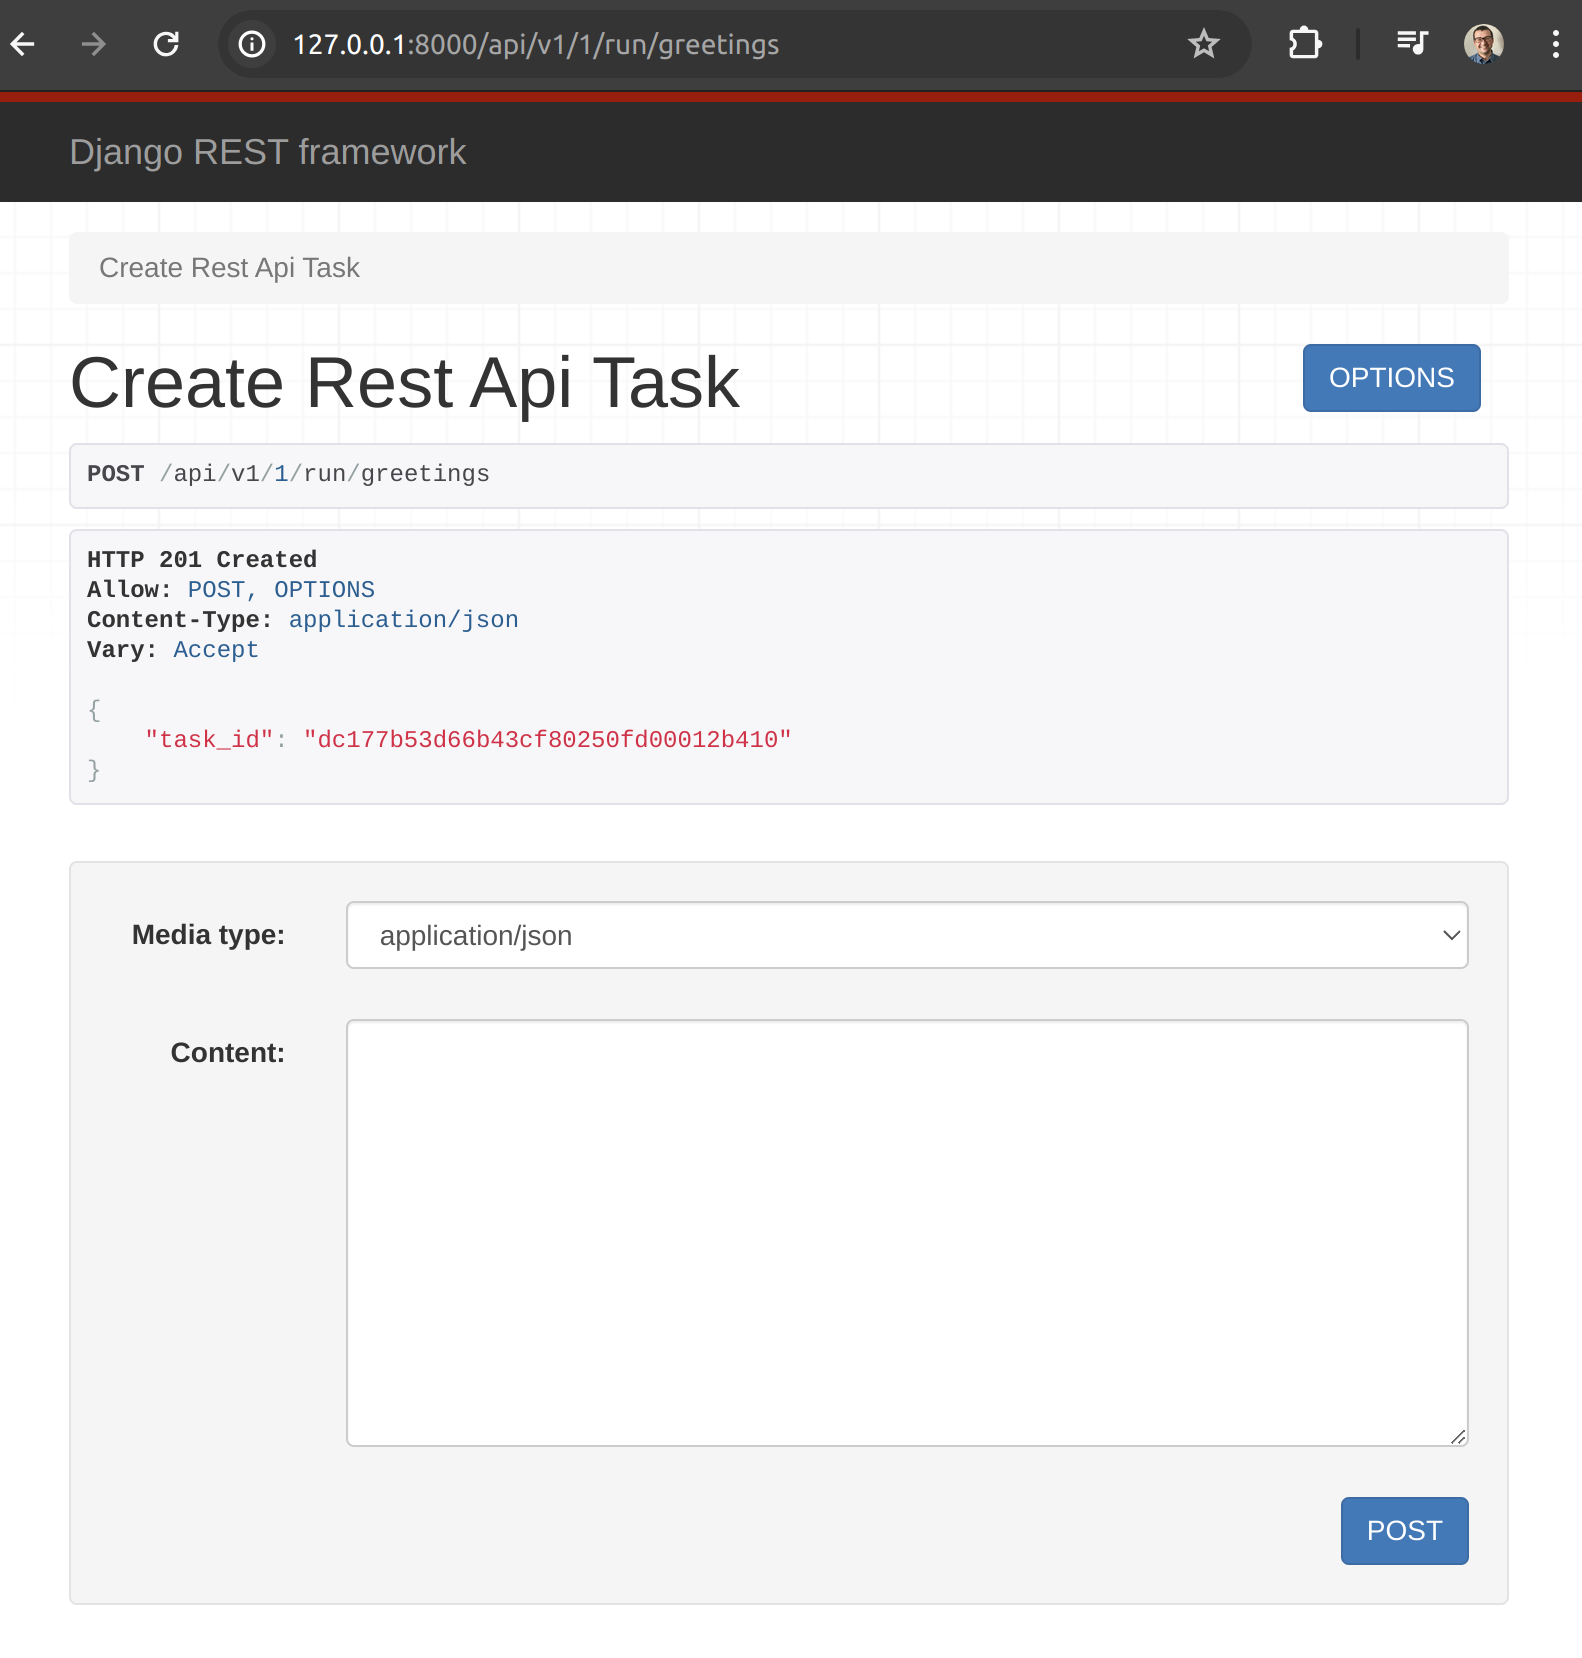 127.0.0.1:8000/api/v1/1/run/greetings
Django REST framework
Create Rest Api Task
Create Rest Api Task
OPTIONS
POST /api/v1/1/run/greetings
HTTP 201 Created
Allow: POST, OPTIONS
Content-Type: application/json
Vary: Accept
{
"task_id": "dc177b53d66b43cf80250fd00012b410"
}
Media type:
application/json
Content:
POST